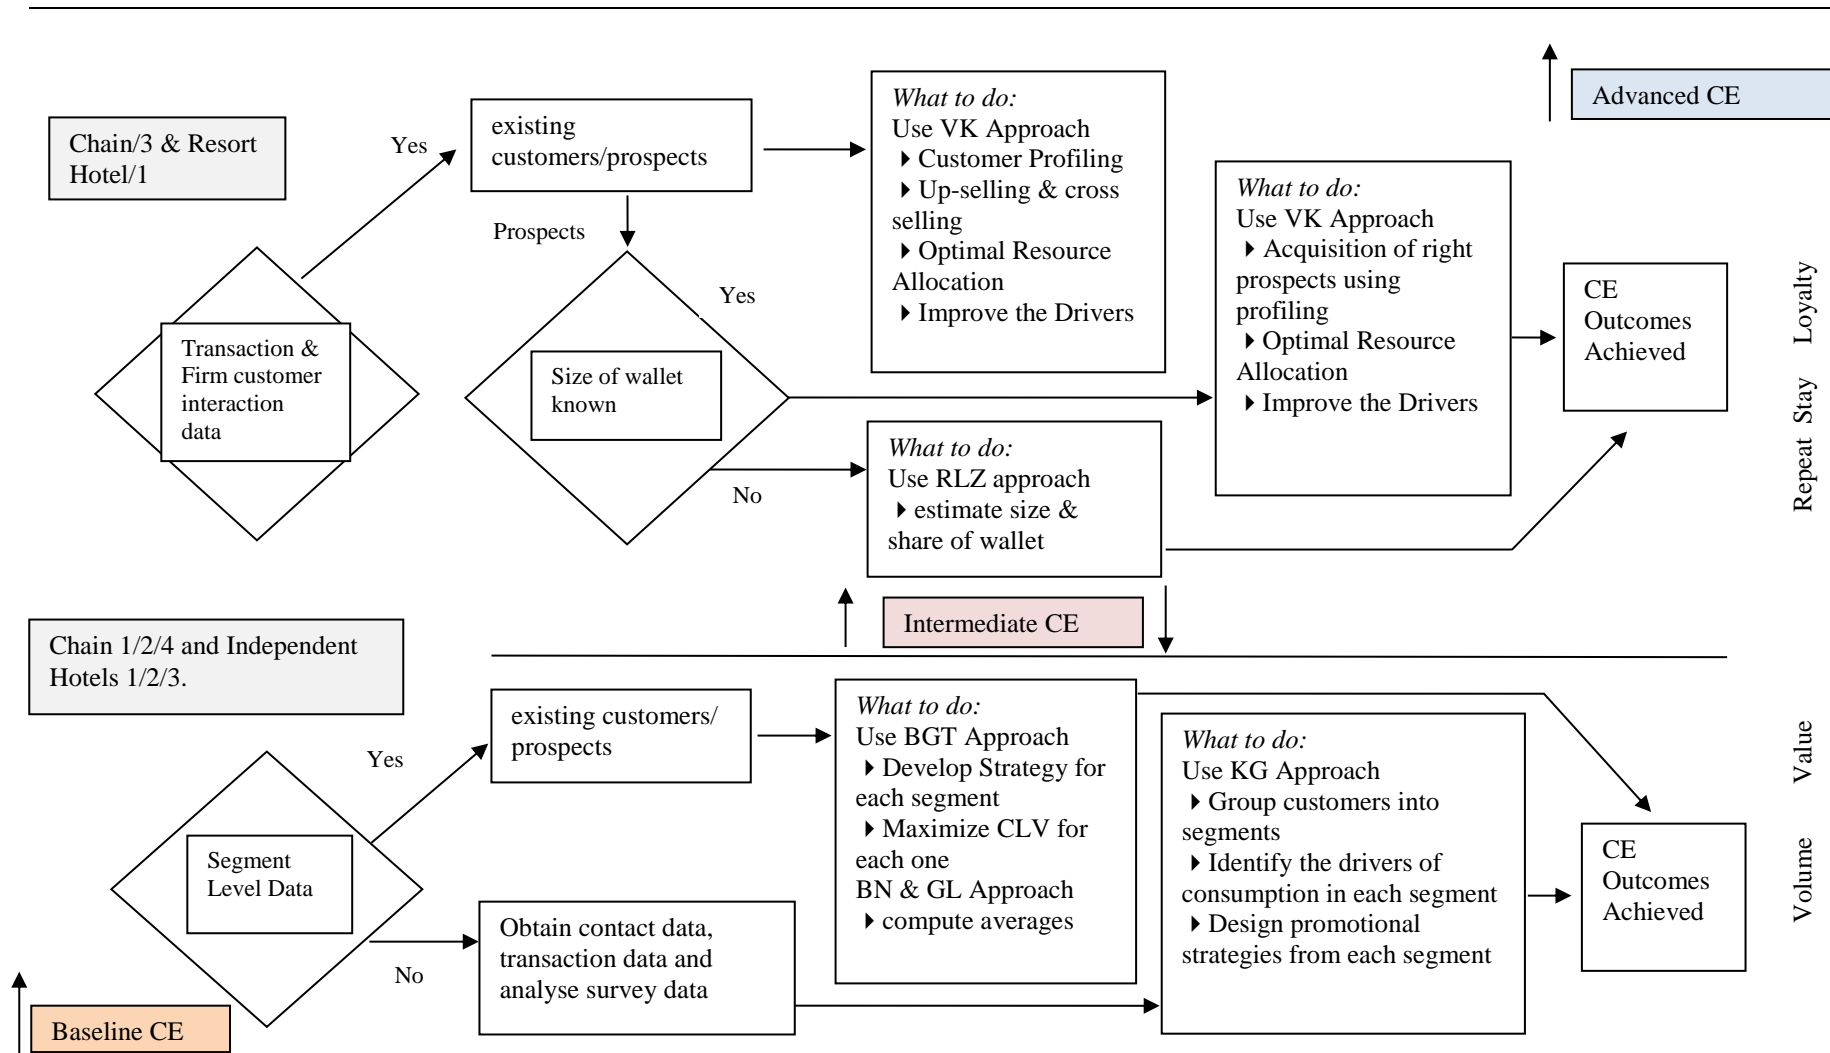 Advanced CE
Chain/3 & Resort
Hotel/1
Yes
existing
customers/prospects
What to do:
Use VK Approach
Customer Profiling
Up-selling & cross
selling
Optimal Resource
Allocation
Improve the Drivers
Prospects
Transaction &
Firm customer
interaction
data
Size of wallet
known
Yes
What to do:
Use VK Approach
Acquisition of right
prospects using
profiling
Optimal Resource
Allocation
Improve the Drivers
CE
Outcomes
Achieved
No
What to do:
Use RLZ approach
estimate size &
share of wallet
Repeat Stay Loyalty
Intermediate CE
Chain 1/2/4 and Independent
Hotels 1/2/3.
Yes
existing customers/
prospects
What to do:
Use BGT Approach
Develop Strategy for
each segment
Maximize CLV for
each one
BN & GL Approach
compute averages
Segment
Level Data
No
Obtain contact data,
transaction data and
analyse survey data
What to do:
Use KG Approach
Group customers into
segments
Identify the drivers of
consumption in each segment
Design promotional
strategies from each segment
CE
Outcomes
Achieved
Volume Value
Baseline CE